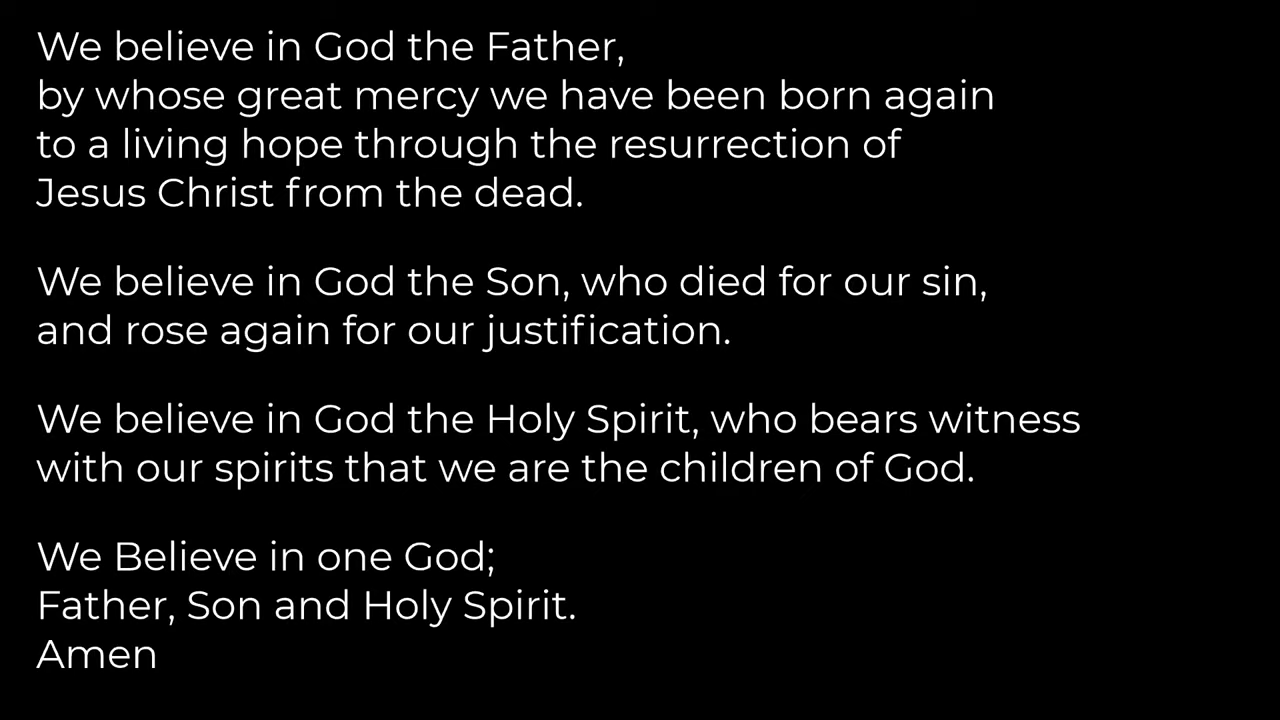 We believe in God the Father,
by whose great mercy we have been born again
to a living hope through the resurrection of
Jesus Christ from the dead.
We believe in God the Son, who died for our sin,
and rose again for our justification.
We believe in God the Holy Spirit, who bears witness
with our spirits that we are the children of God.
We Believe in one God;
Father, Son and Holy Spirit.
Amen